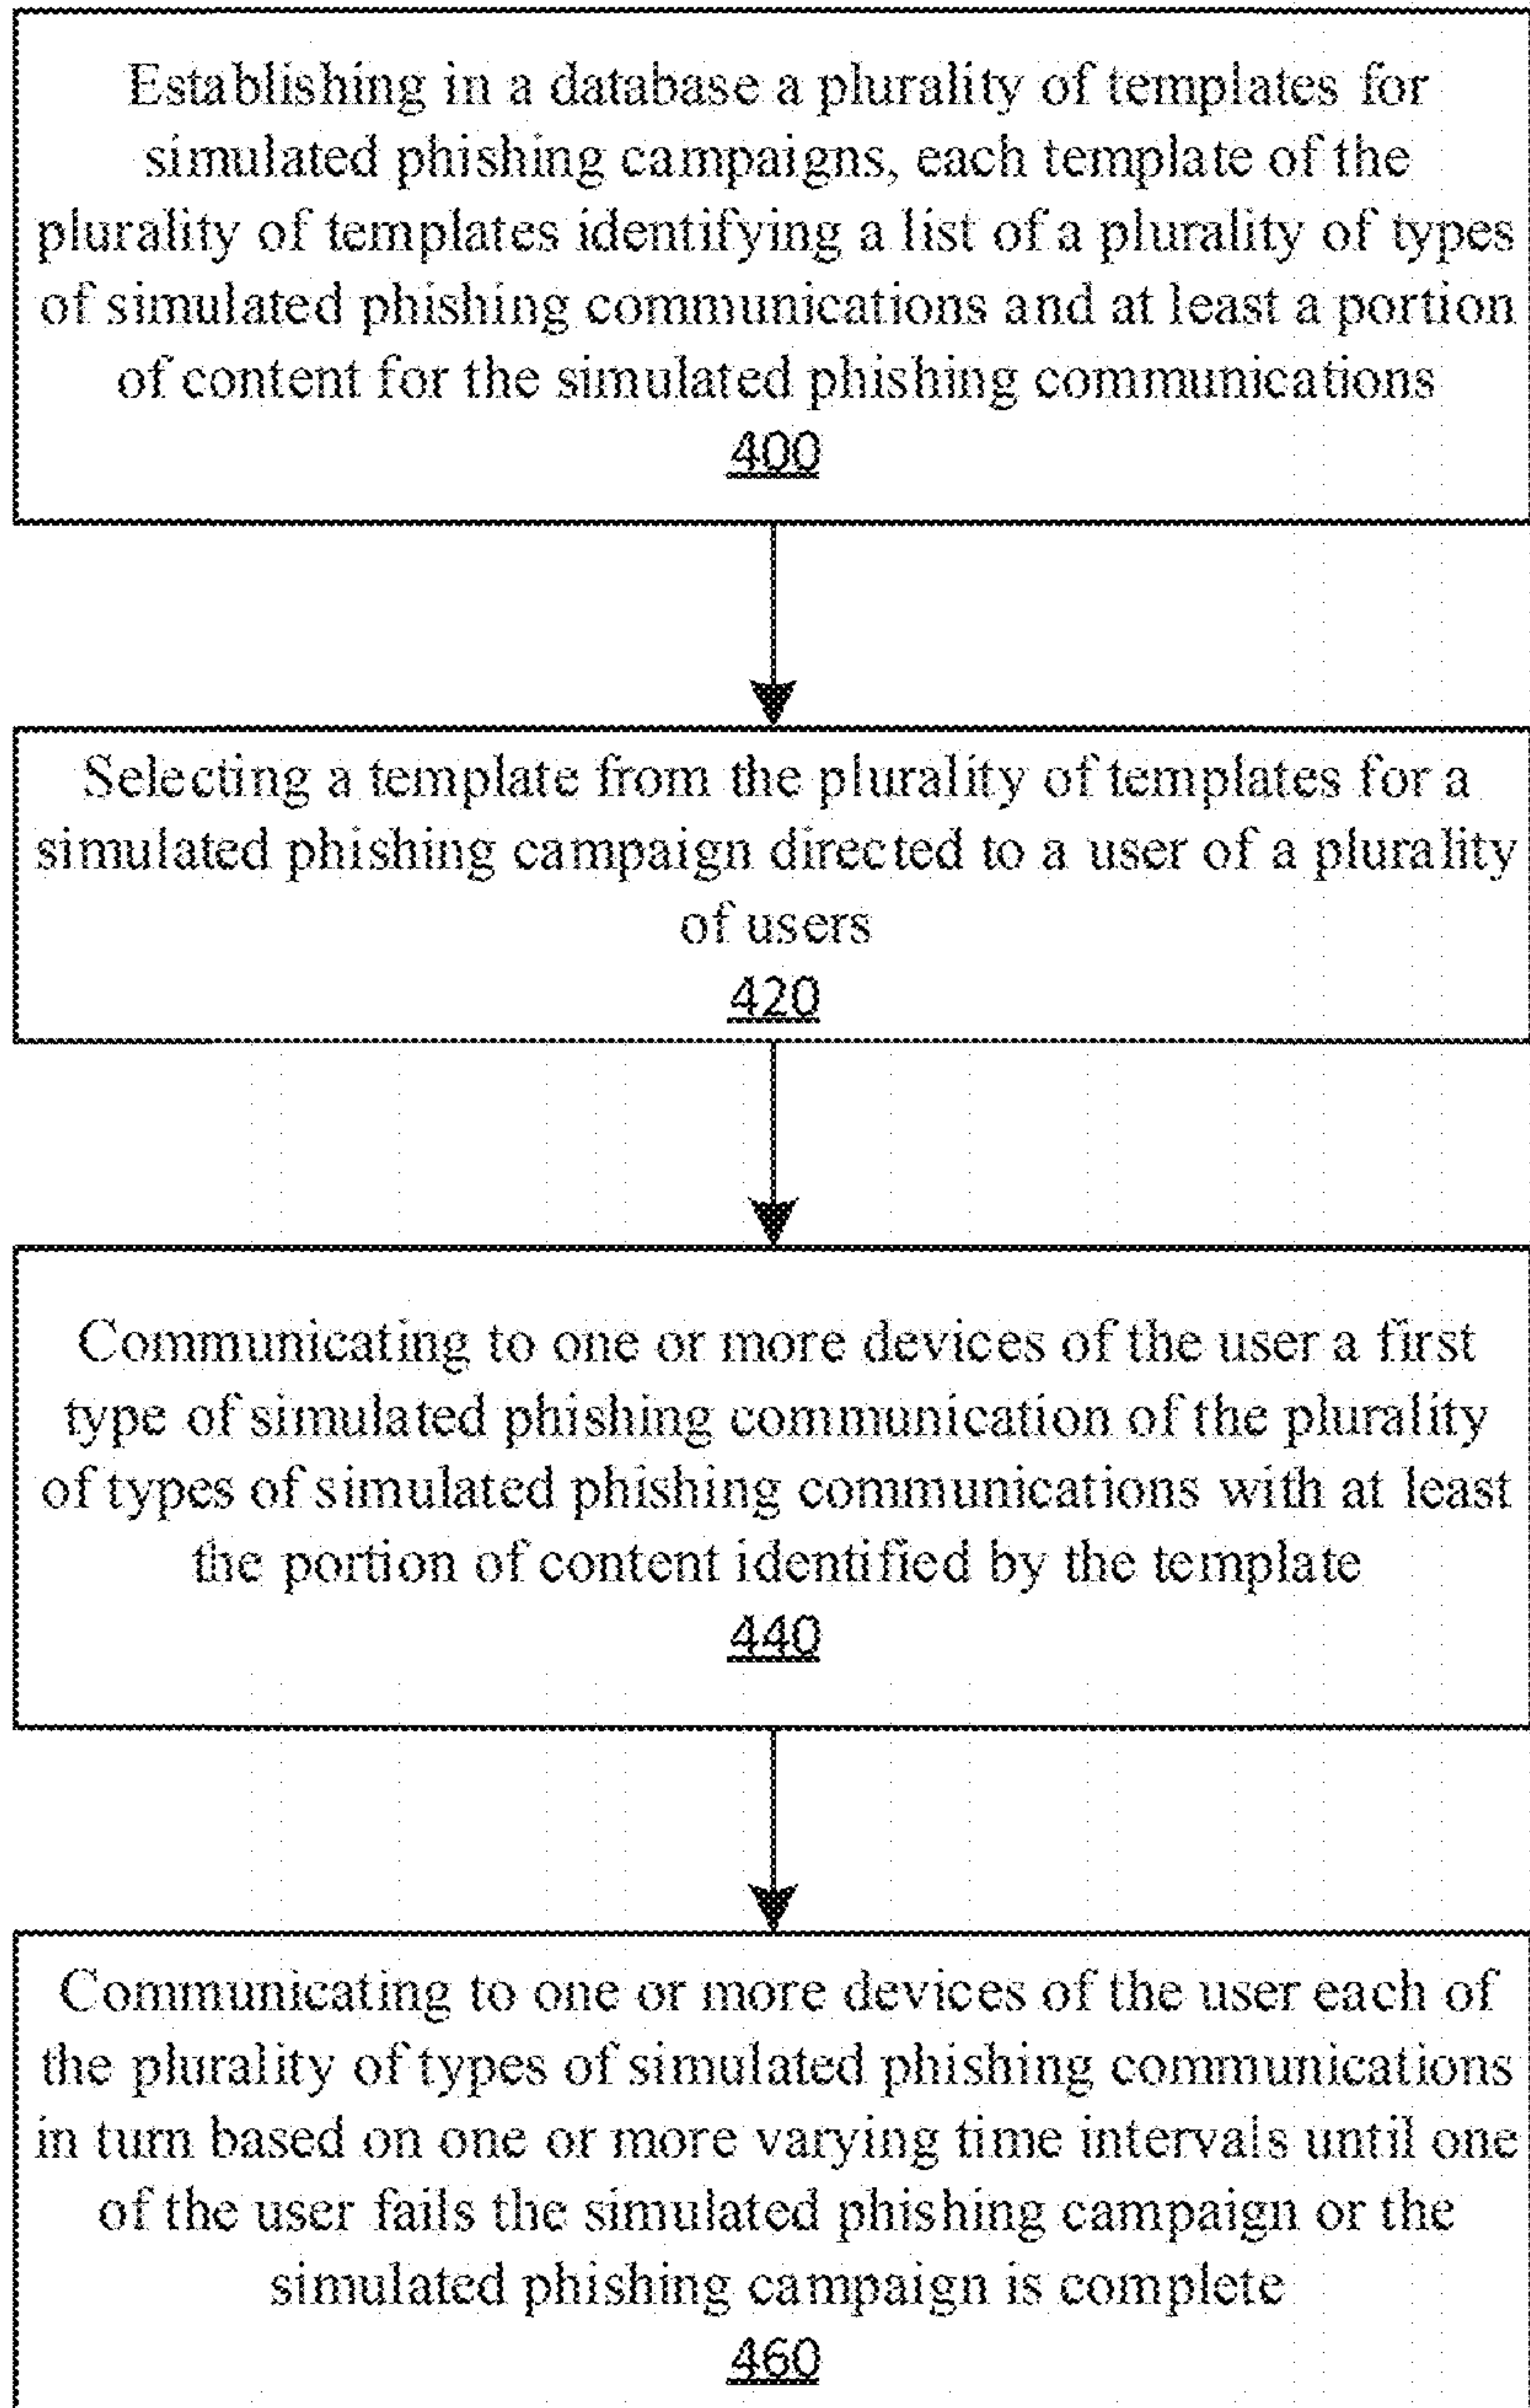 Establishing in a database a plurality of templates for
simulated phishing campaigns, each template of the
plurality of templates identifying a list of a plurality of types
of simulated phishing communications and at least a portion
of content for the simulated phishing communications
400
Selecting a template from the plurality of templates for a
simulated phishing campaign directed to a user of a plurality
of users
420
Communicating to one or more devices of the user a first
type of simulated phishing communication of the plurality
of types of simulated phishing communications with at least
the portion of content identified by the template
440
Communicating to one or more devices of the user each of
the plurality of types of simulated phishing communications
in turn based on one or more varying time intervals until one
of the user fails the simulated phishing campaign or the
simulated phishing campaign is complete
460